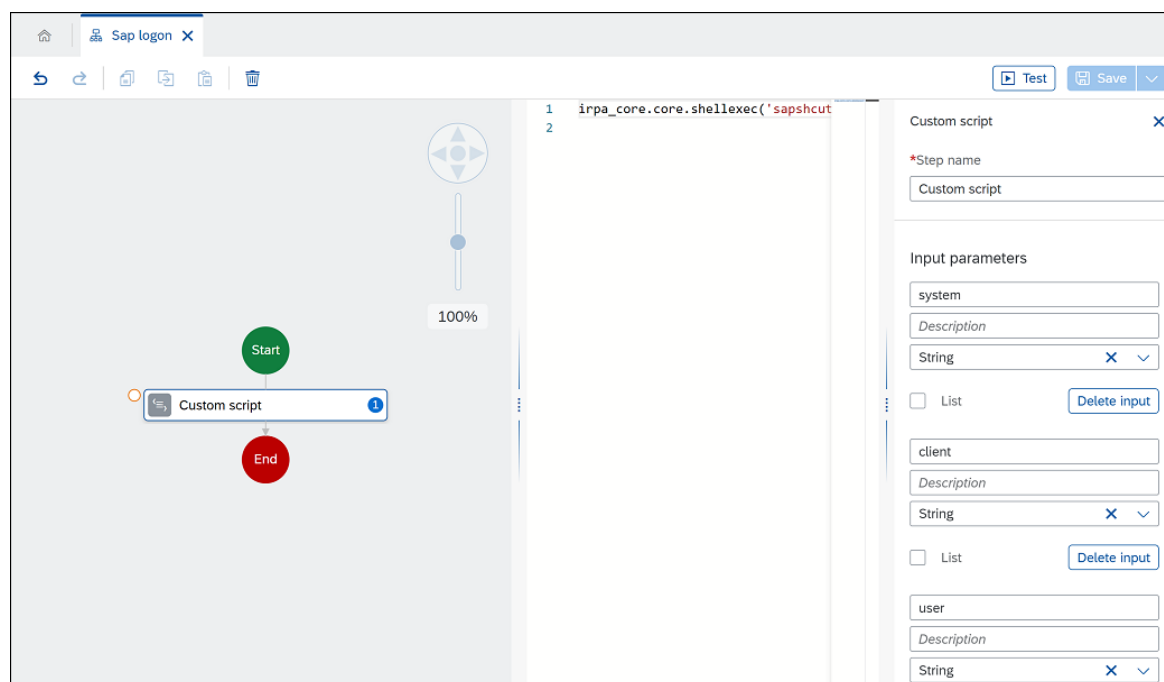 Sap logon
Test
Save
1 irpa_core.core.shellexec('sapshcut
2
100%
Start
Custom script 1
End
Custom script
*Step name
Custom script
Input parameters
system
Description
String
List Delete input
client
Description
String
List Delete input
user
Description
String